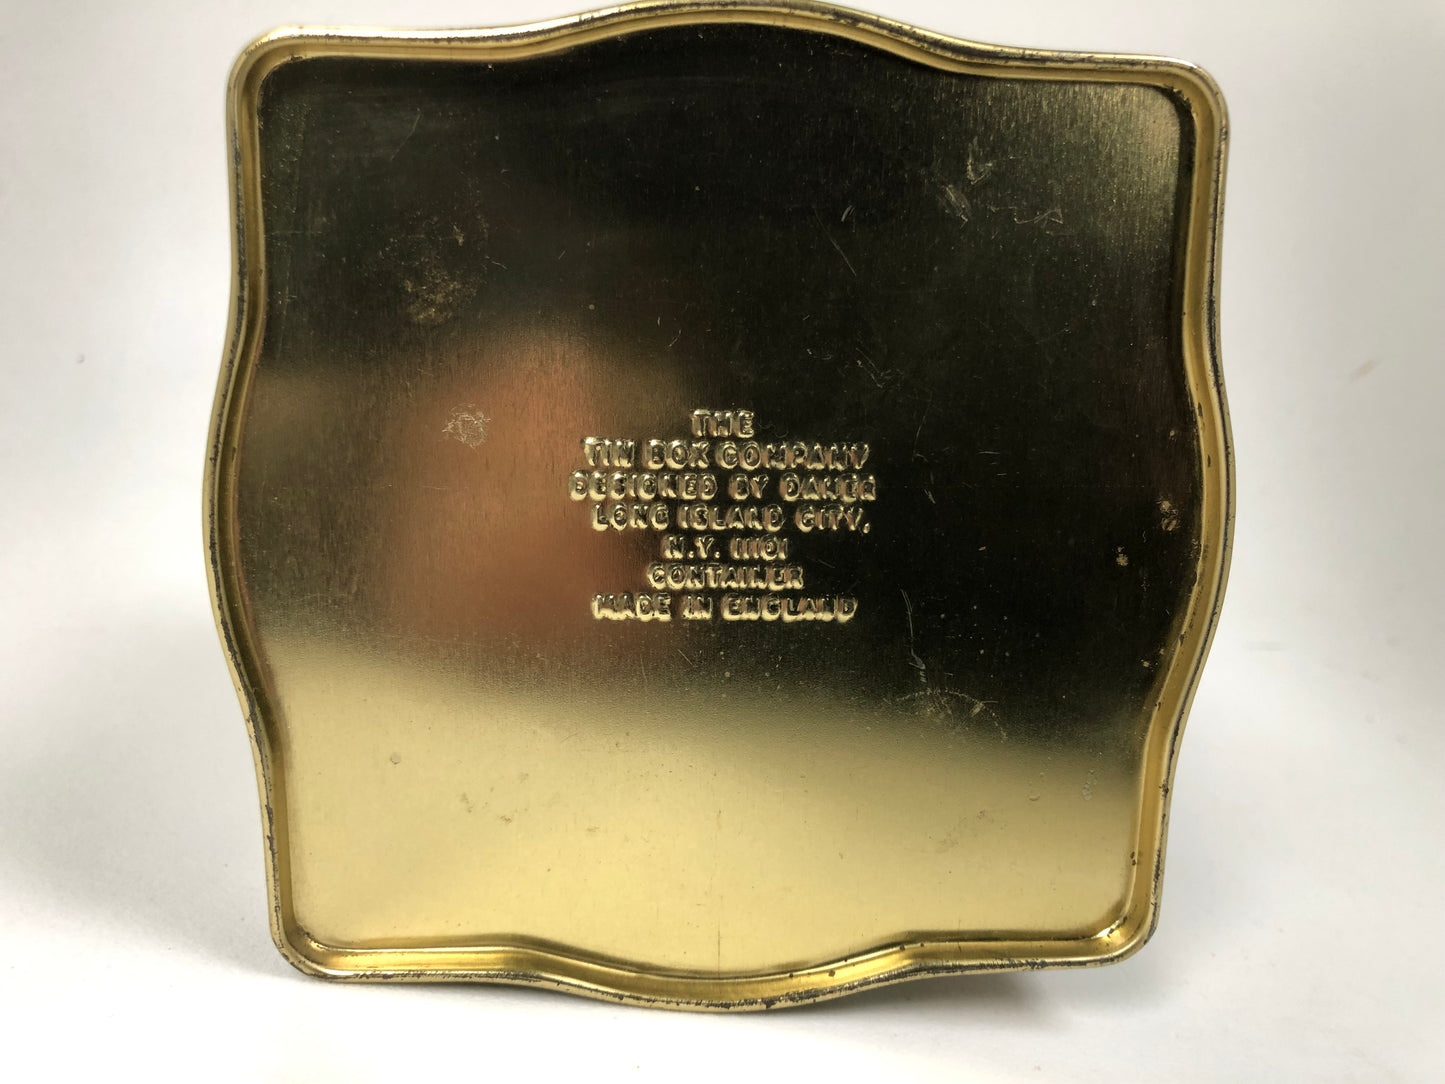 THE
TIN BOX COMPANY
DESIGNED BY DAHER
LONG ISLAND CITY,
N.Y. 11101
CONTAINER
MADE IN ENGLAND